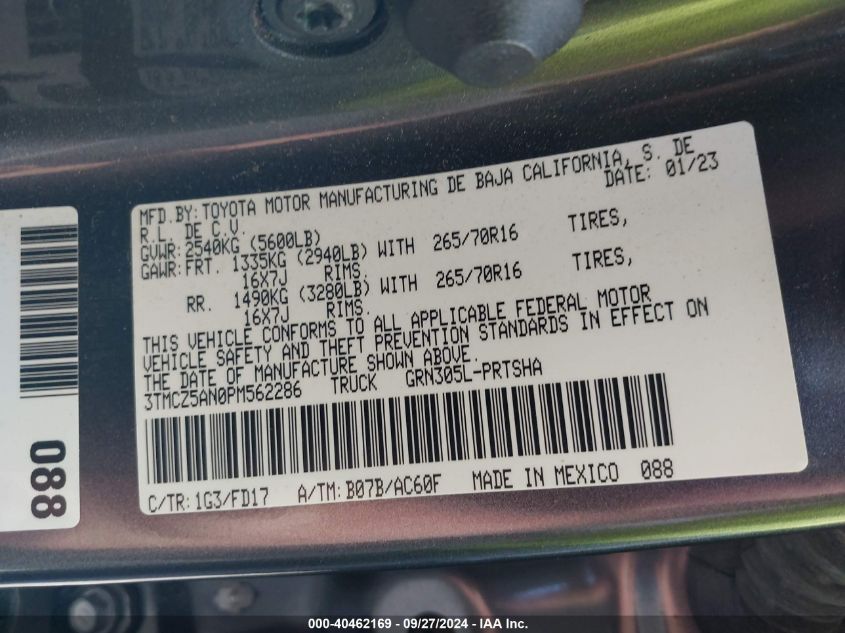 MFD.BY:TOYOTA MOTOR MANUFACTURING DE BAJA CALIFORNIA, S. DE
R.L. DE C.V. DATE: 01/23
GVWR:2540KG (5600LB)
GAWR:FRT. 1335KG (2940LB) WITH 265/70R16 TIRES,
16X7J RIMS.
RR. 1490KG (3280LB) WITH 265/70R16 TIRES,
16X7J RIMS.
THIS VEHICLE CONFORMS TO ALL APPLICABLE FEDERAL MOTOR
VEHICLE SAFETY AND THEFT PREVENTION STANDARDS IN EFFECT ON
THE DATE OF MANUFACTURE SHOWN ABOVE.
3TMCZ5AN0PM562286 TRUCK GRN305L-PRTSHA
C/TR:1G3/FD17 A/TM:B07B/AC60F MADE IN MEXICO 088
088
000-40462169 - 09/27/2024 - IAA Inc.